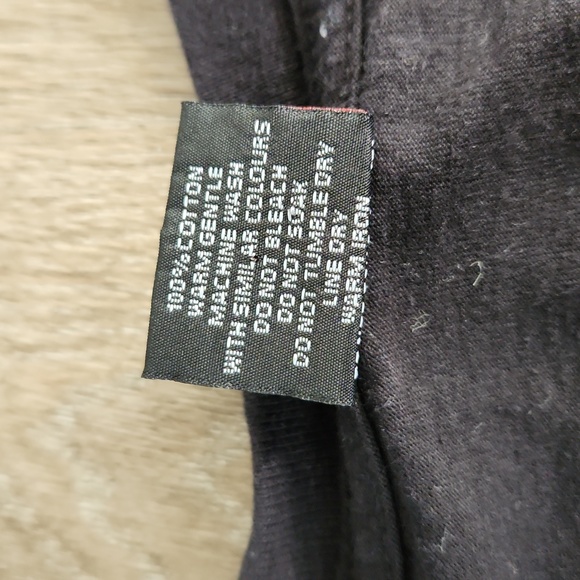 100% COTTON
WARM GENTLE
MACHINE WASH
WITH SIMILAR COLOURS
DO NOT BLEACH
DO NOT SOAK
DO NOT TUMBLE DRY
LINE DRY
WARM IRON